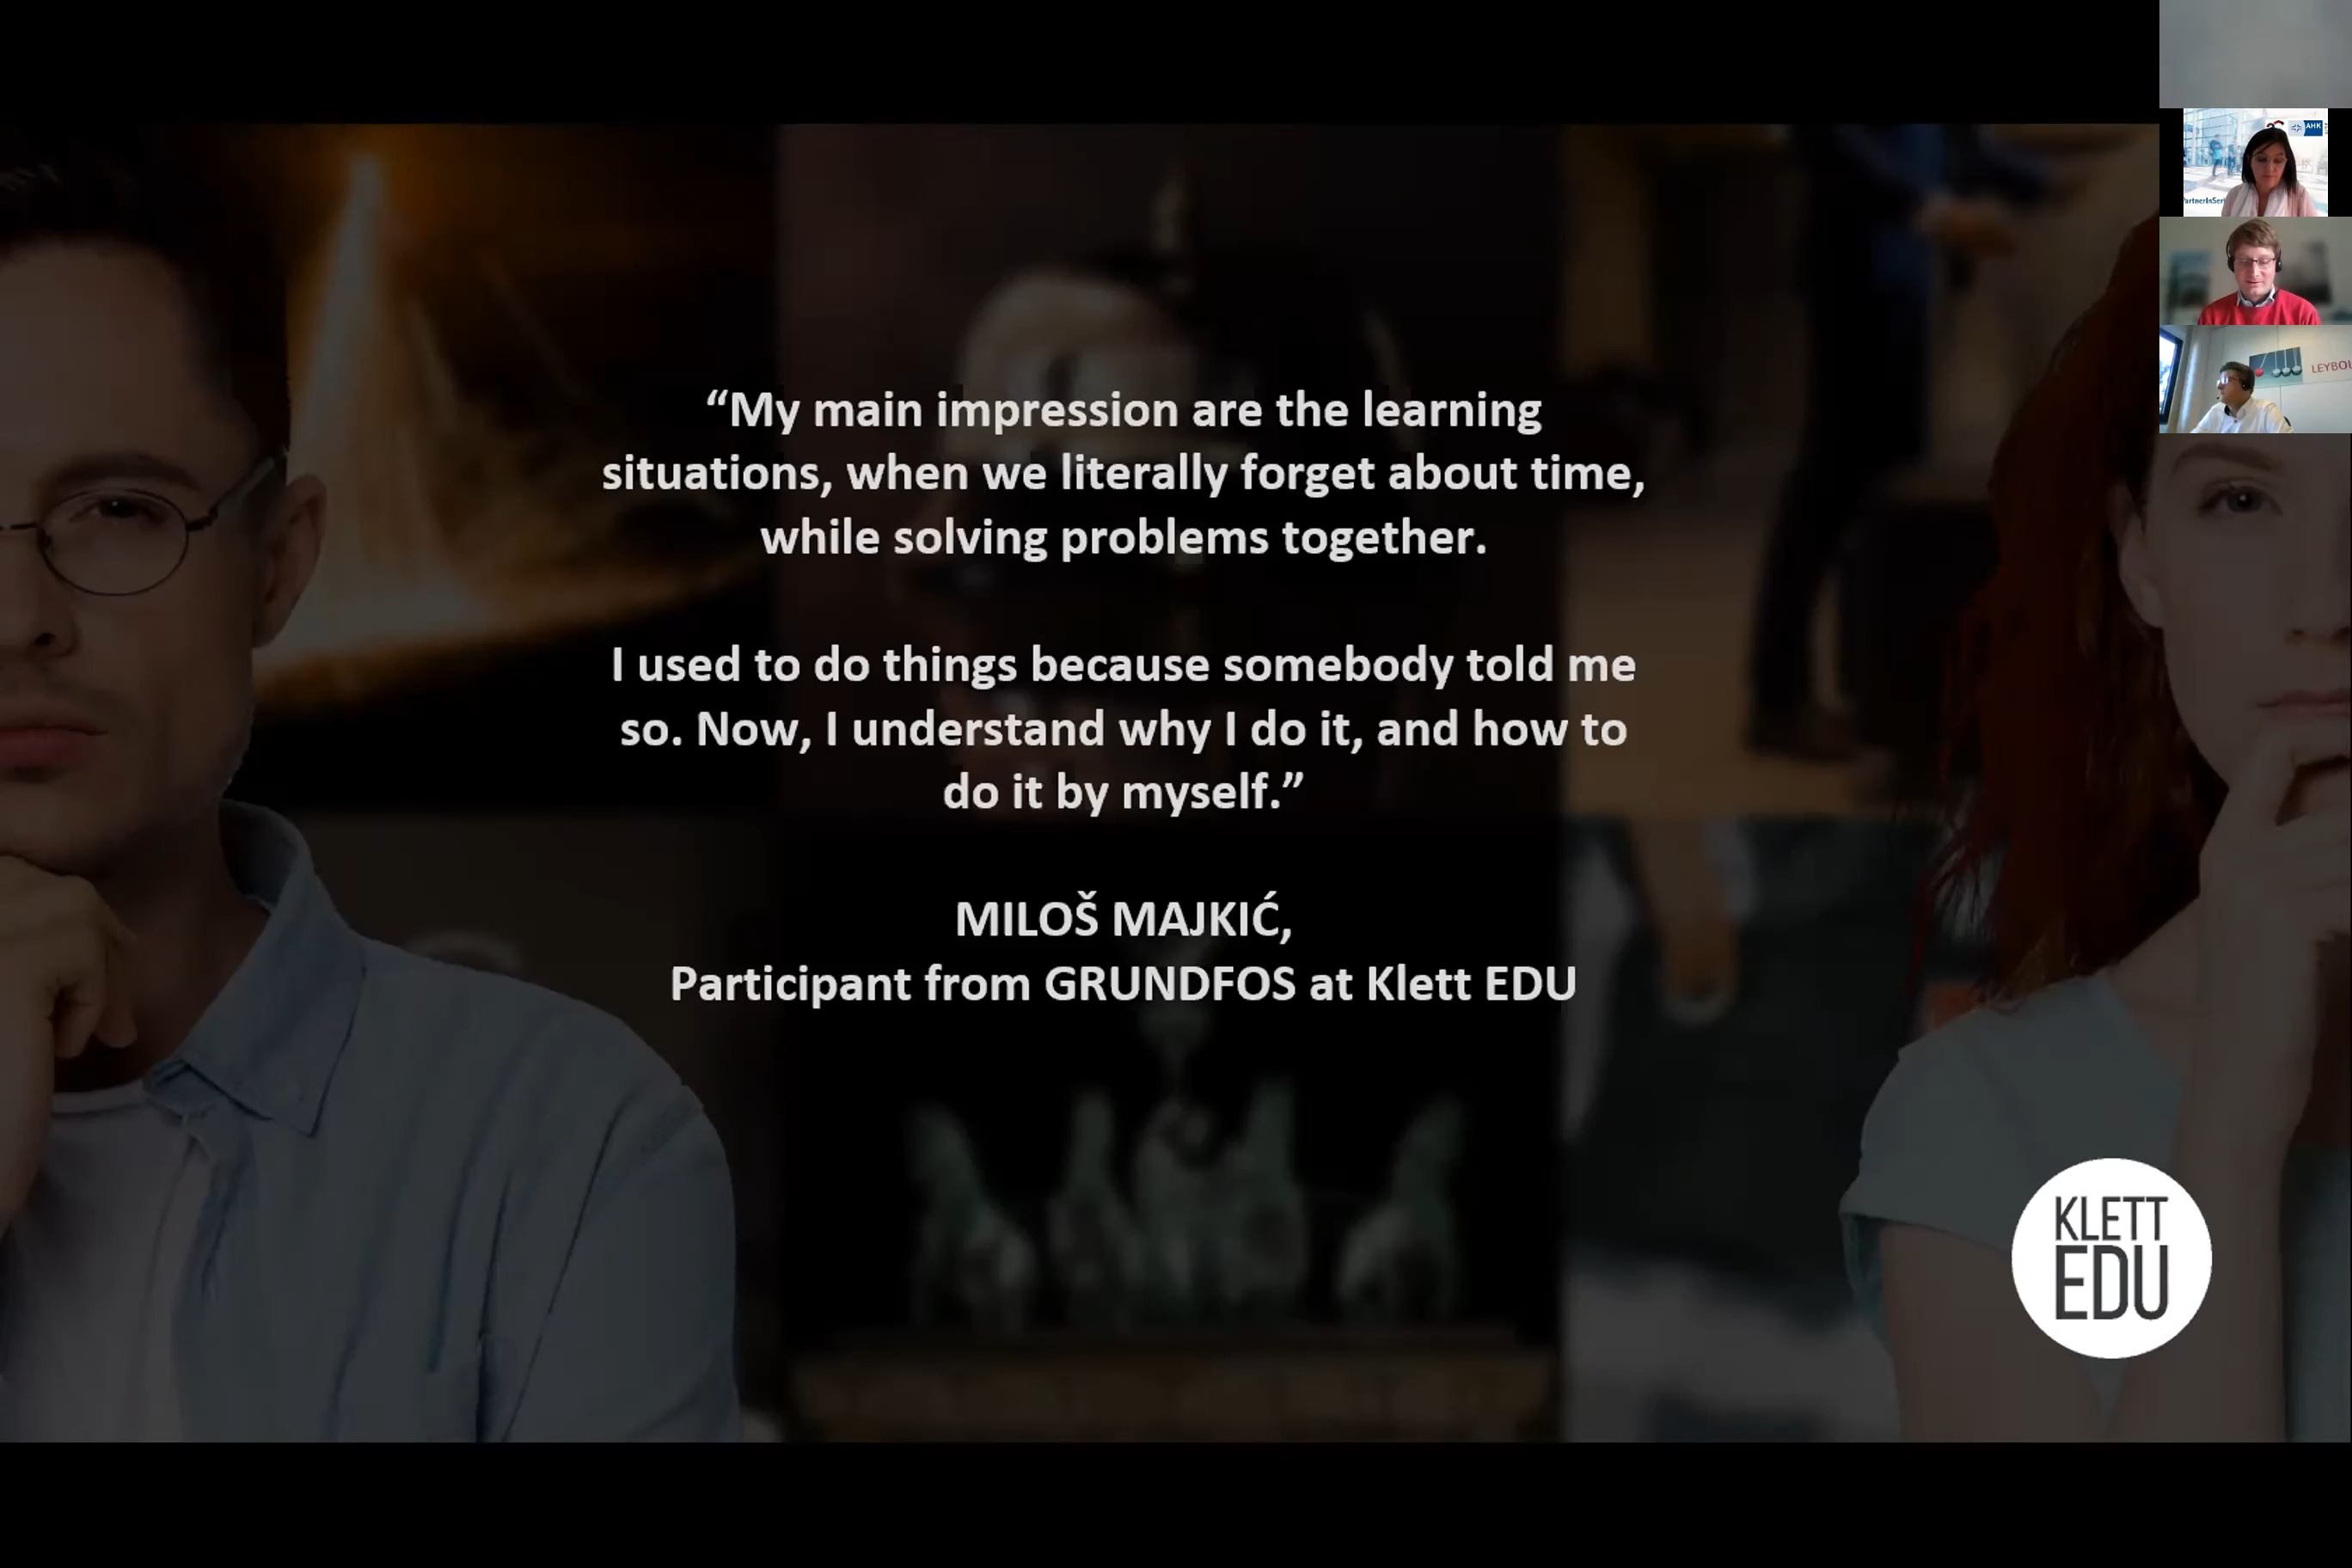 “My main impression are the learning
situations, when we literally forget about time,
while solving problems together.
I used to do things because somebody told me
so. Now, I understand why I do it, and how to
do it by myself.”
MILOŠ MAJKIĆ,
Participant from GRUNDFOS at Klett EDU
KLETT
EDU
AHK